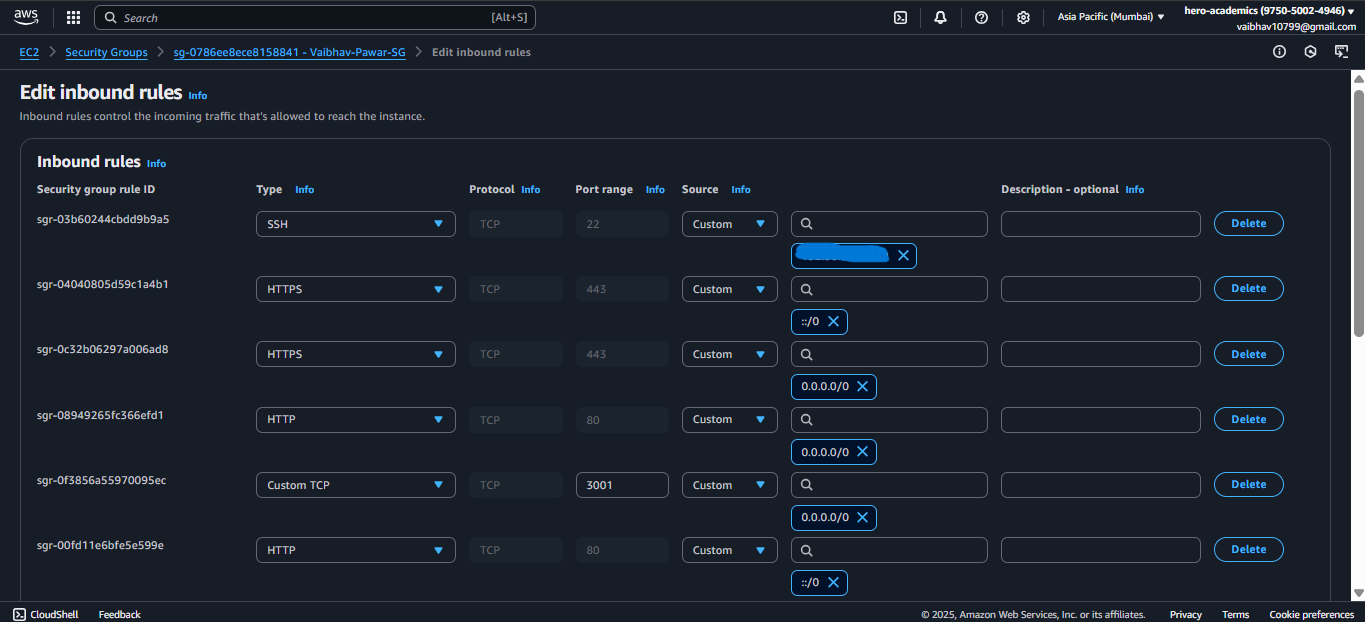 aws
Search [Alt+S]
Asia Pacific (Mumbai) ▼
hero-academics (9750-5002-4946) ▼
vaibhav10799@gmail.com
EC2 > Security Groups > sg-0786ee8ece8158841 - Vaibhav-Pawar-SG > Edit inbound rules
Edit inbound rules Info
Inbound rules control the incoming traffic that's allowed to reach the instance.
Inbound rules Info
Security group rule ID Type Info Protocol Info Port range Info Source Info Description - optional Info
sgr-03b60244cbdd9b9a5 SSH TCP 22 Custom Delete
sgr-04040805d59c1a4b1 HTTPS TCP 443 Custom Delete
::/0
sgr-0c32b06297a006ad8 HTTPS TCP 443 Custom Delete
0.0.0.0/0
sgr-08949265fc366efd1 HTTP TCP 80 Custom Delete
0.0.0.0/0
sgr-0f3856a55970095ec Custom TCP TCP 3001 Custom Delete
0.0.0.0/0
sgr-00fd11e6bfe5e599e HTTP TCP 80 Custom Delete
::/0
CloudShell Feedback © 2025, Amazon Web Services, Inc. or its affiliates. Privacy Terms Cookie preferences